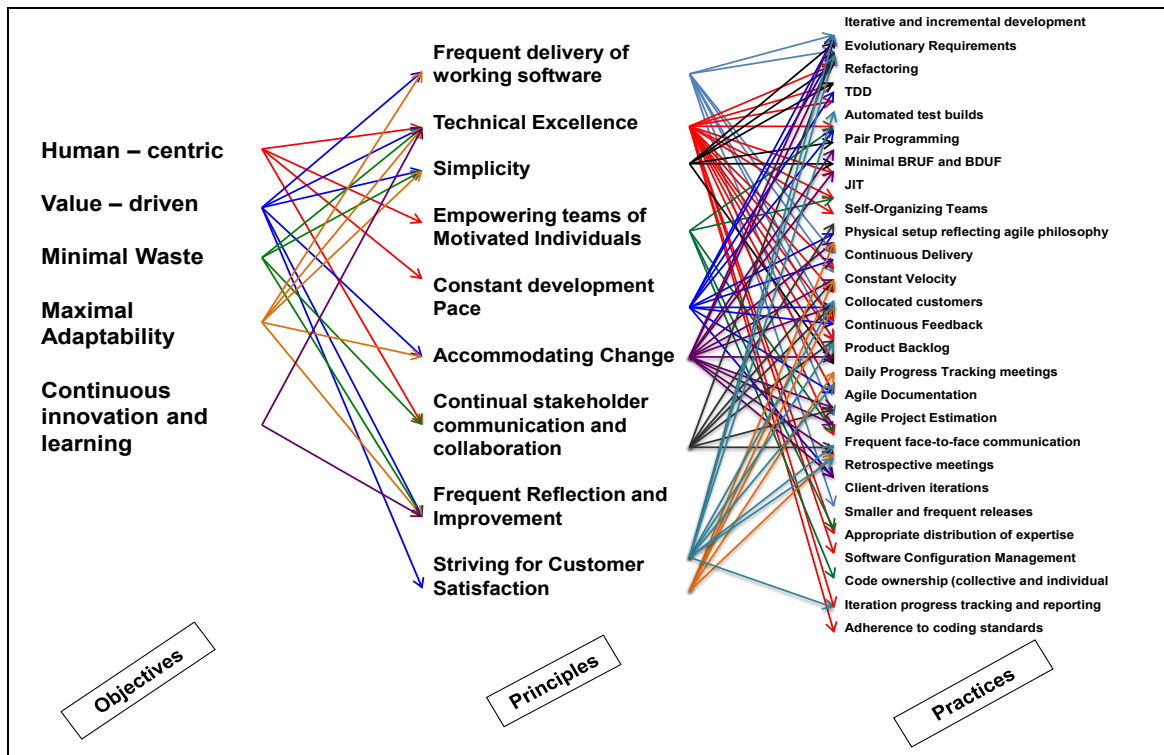 Human – centric
Value – driven
Minimal Waste
Maximal
Adaptability
Continuous
innovation and
learning
Objectives
Frequent delivery of
working software
Technical Excellence
Simplicity
Empowering teams of
Motivated Individuals
Constant development
Pace
Accommodating Change
Continual stakeholder
communication and
collaboration
Frequent Reflection and
Improvement
Striving for Customer
Satisfaction
Principles
Iterative and incremental development
Evolutionary Requirements
Refactoring
TDD
Automated test builds
Pair Programming
Minimal BRUF and BDUF
JIT
Self-Organizing Teams
Physical setup reflecting agile philosophy
Continuous Delivery
Constant Velocity
Collocated customers
Continuous Feedback
Product Backlog
Daily Progress Tracking meetings
Agile Documentation
Agile Project Estimation
Frequent face-to-face communication
Retrospective meetings
Client-driven iterations
Smaller and frequent releases
Appropriate distribution of expertise
Software Configuration Management
Code ownership (collective and individual
Iteration progress tracking and reporting
Adherence to coding standards
Practices